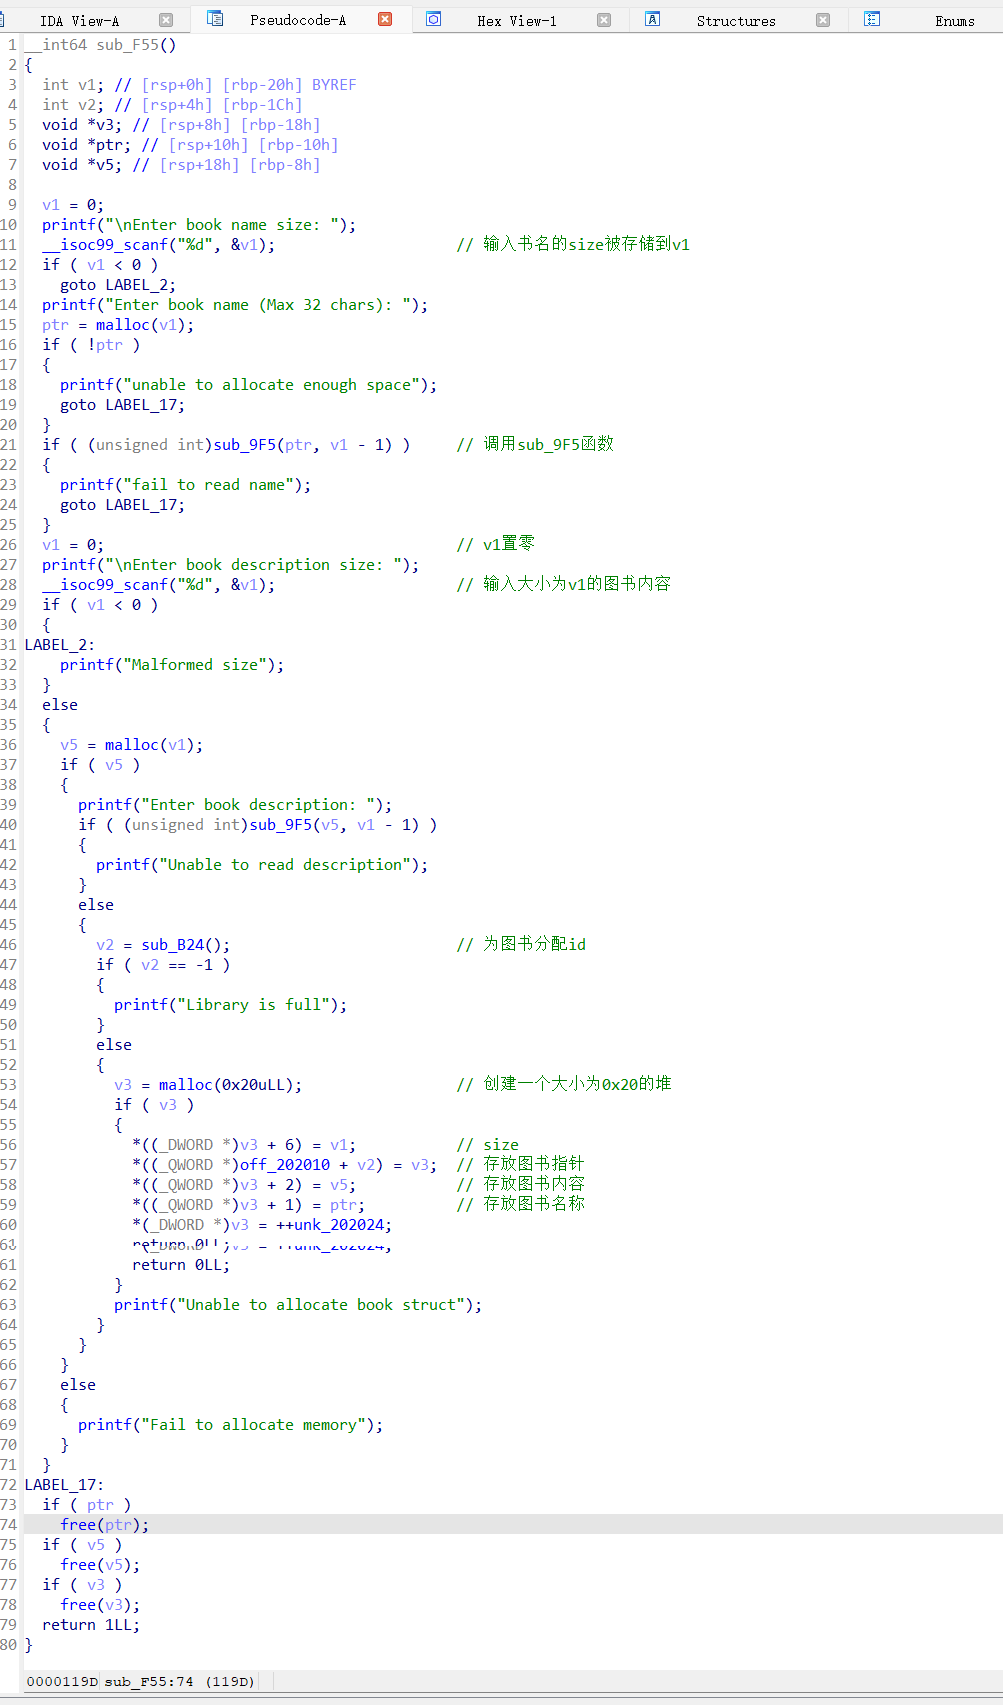 IDA View-A Pseudocode-A Hex View-1 Structures Enums
1 __int64 sub_F55()
2 {
3   int v1; // [rsp+0h] [rbp-20h] BYREF
4   int v2; // [rsp+4h] [rbp-1Ch]
5   void *v3; // [rsp+8h] [rbp-18h]
6   void *ptr; // [rsp+10h] [rbp-10h]
7   void *v5; // [rsp+18h] [rbp-8h]
8
9   v1 = 0;
10   printf("\nEnter book name size: ");
11   __isoc99_scanf("%d", &v1); // 输入书名的size被存储到v1
12   if ( v1 < 0 )
13     goto LABEL_2;
14   printf("Enter book name (Max 32 chars): ");
15   ptr = malloc(v1);
16   if ( !ptr )
17   {
18     printf("unable to allocate enough space");
19     goto LABEL_17;
20   }
21   if ( (unsigned int)sub_9F5(ptr, v1 - 1) ) // 调用sub_9F5函数
22   {
23     printf("fail to read name");
24     goto LABEL_17;
25   }
26   v1 = 0; // v1置零
27   printf("\nEnter book description size: ");
28   __isoc99_scanf("%d", &v1); // 输入大小为v1的图书内容
29   if ( v1 < 0 )
30   {
31 LABEL_2:
32     printf("Malformed size");
33   }
34   else
35   {
36     v5 = malloc(v1);
37     if ( v5 )
38     {
39       printf("Enter book description: ");
40       if ( (unsigned int)sub_9F5(v5, v1 - 1) )
41       {
42         printf("Unable to read description");
43       }
44       else
45       {
46         v2 = sub_B24(); // 为图书分配id
47         if ( v2 == -1 )
48         {
49           printf("Library is full");
50         }
51         else
52         {
53           v3 = malloc(0x20uLL); // 创建一个大小为0x20的堆
54           if ( v3 )
55           {
56             *((_DWORD *)v3 + 6) = v1; // size
57             *((_QWORD *)off_202010 + v2) = v3; // 存放图书指针
58             *((_QWORD *)v3 + 2) = v5; // 存放图书内容
59             *((_QWORD *)v3 + 1) = ptr; // 存放图书名称
60             *(_DWORD *)v3 = ++unk_202024;
61             return 0LL;
62           }
63           printf("Unable to allocate book struct");
64         }
65       }
66     }
67     else
68     {
69       printf("Fail to allocate memory");
70     }
71   }
72 LABEL_17:
73   if ( ptr )
74     free(ptr);
75   if ( v5 )
76     free(v5);
77   if ( v3 )
78     free(v3);
79   return 1LL;
80 }
0000119D sub_F55:74 (119D)